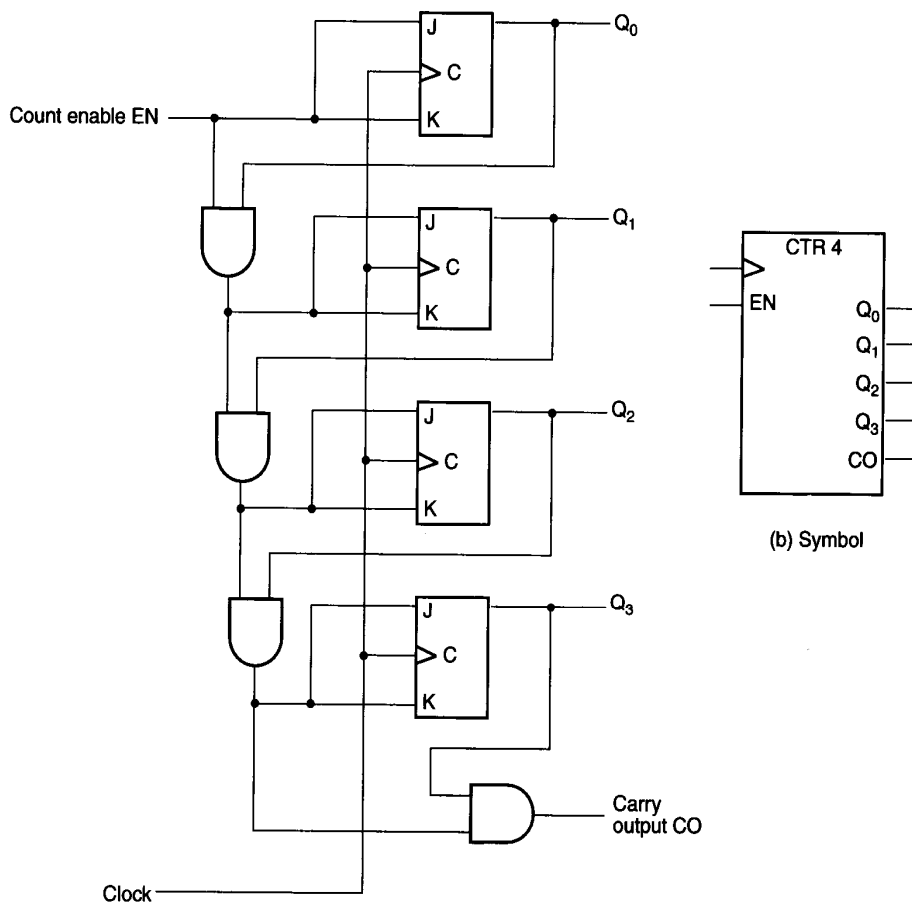 J
Q₀
C
Count enable EN
K
J
Q₁
C
K
J
Q₂
C
K
J
Q₃
C
K
Carry
output CO
Clock
CTR 4
EN
Q₀
Q₁
Q₂
Q₃
CO
(b) Symbol